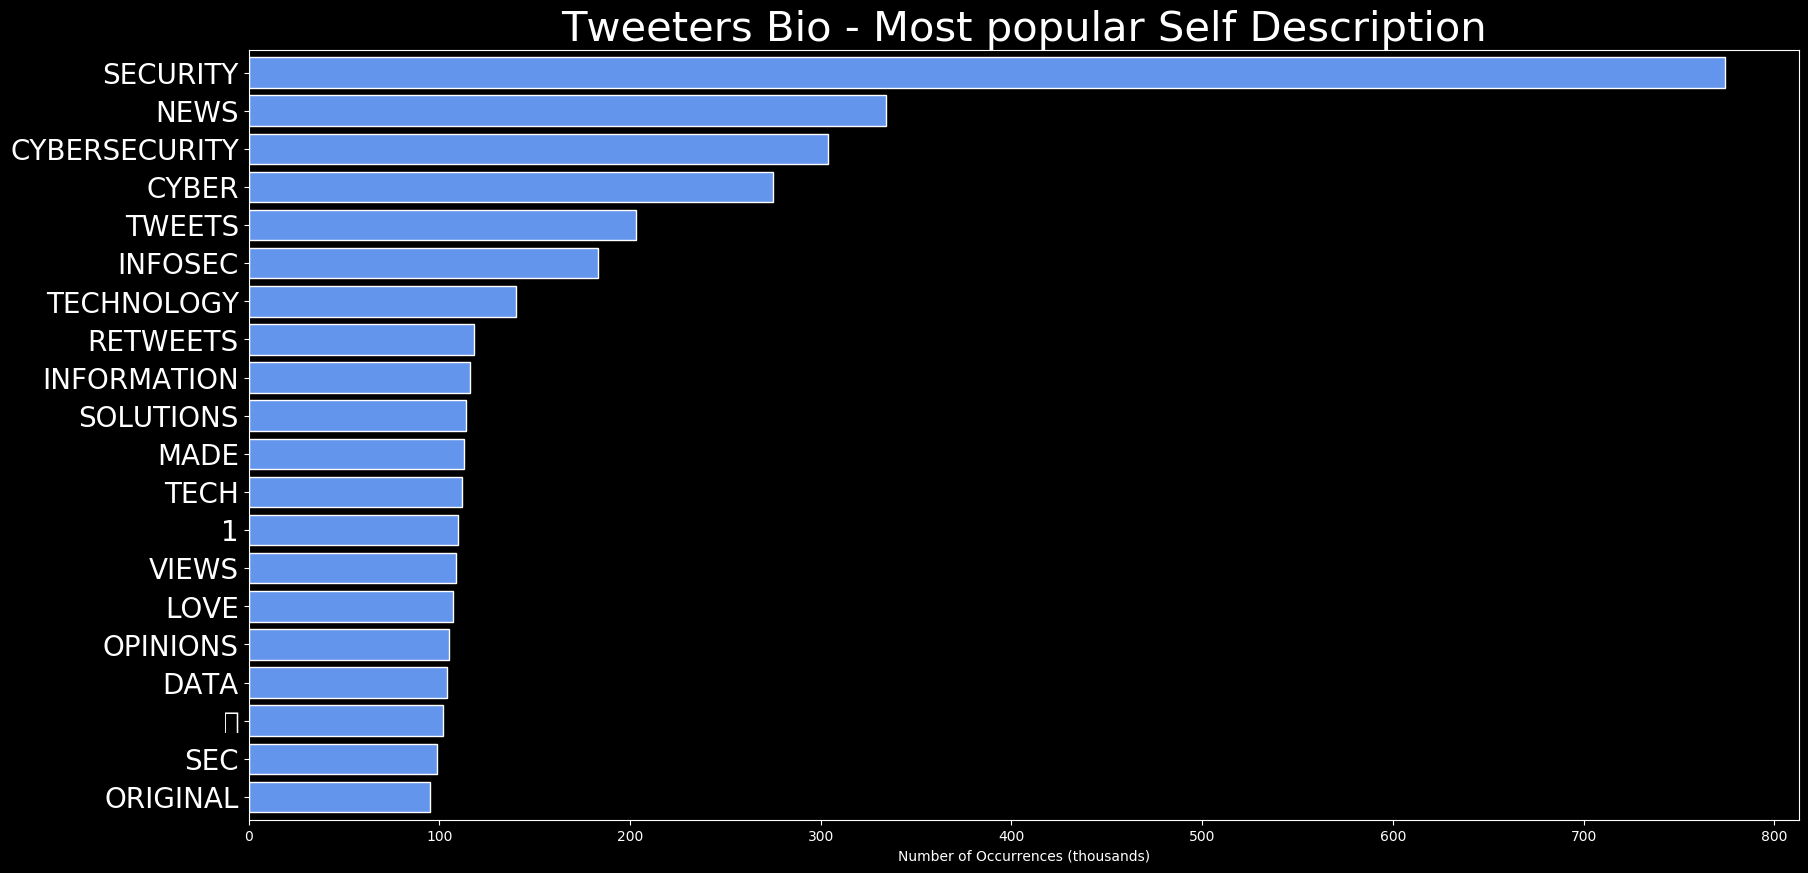 Tweeters Bio - Most popular Self Description
SECURITY
NEWS
CYBERSECURITY
CYBER
TWEETS
INFOSEC
TECHNOLOGY
RETWEETS
INFORMATION
SOLUTIONS
MADE
TECH
1
VIEWS
LOVE
OPINIONS
DATA
SEC
ORIGINAL
0 100 200 300 400 500 600 700 800
Number of Occurrences (thousands)